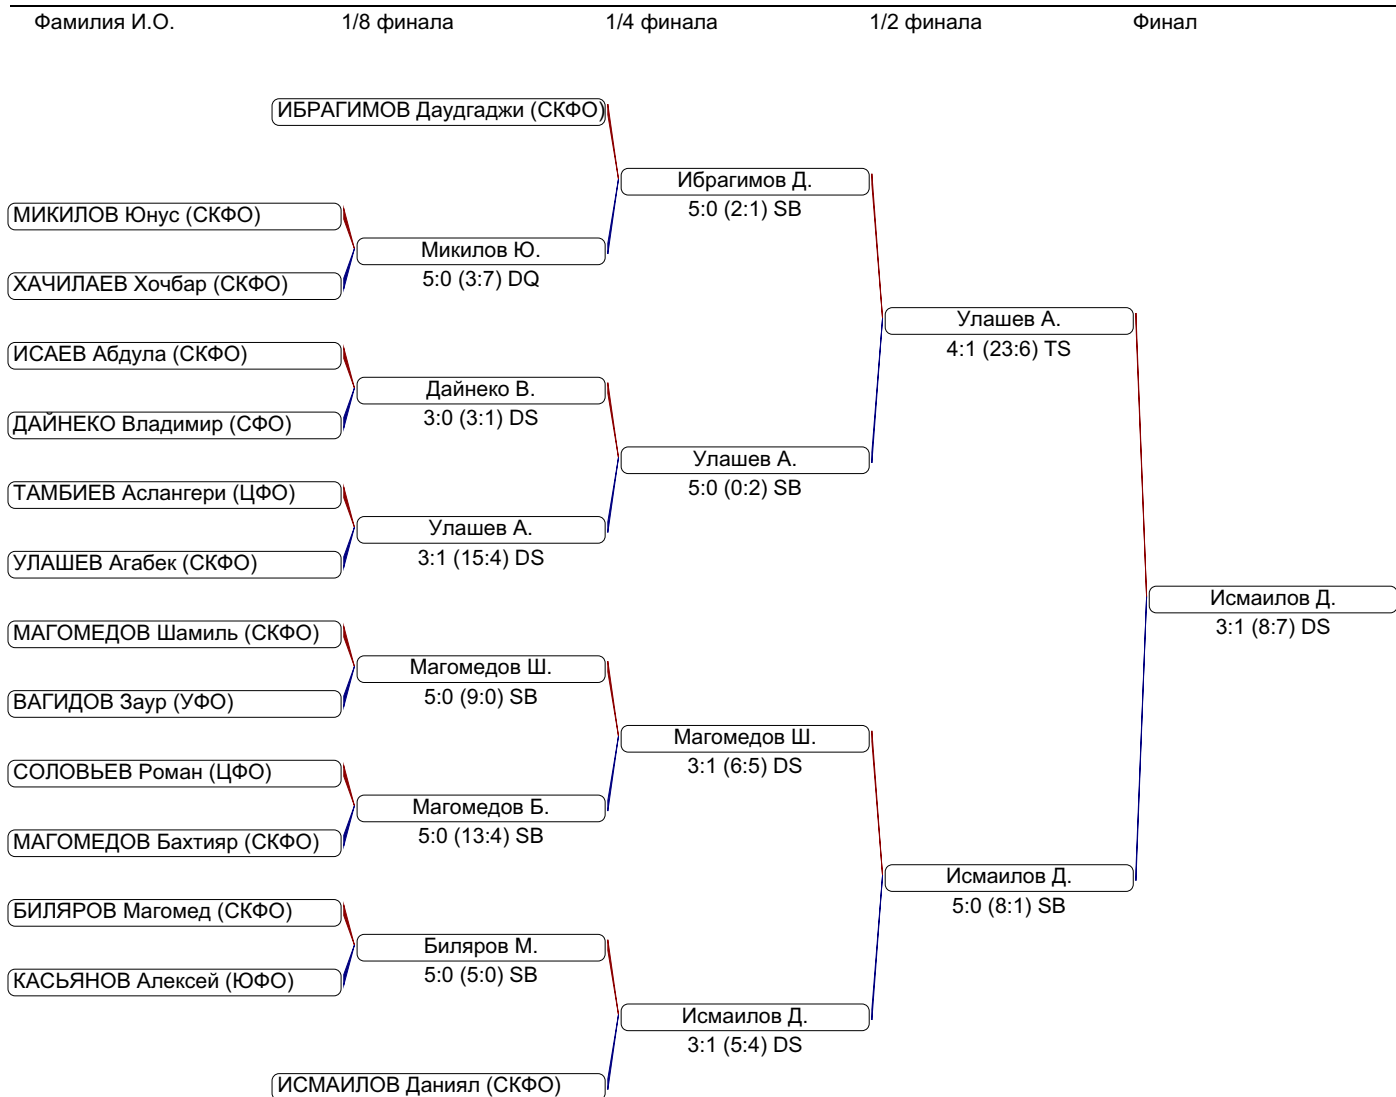 Фамилия И.О. 1/8 финала 1/4 финала 1/2 финала Финал
ИБРАГИМОВ Даудгаджи (СКФО)
Ибрагимов Д.
5:0 (2:1) SB
МИКИЛОВ Юнус (СКФО)
Микилов Ю.
5:0 (3:7) DQ
ХАЧИЛАЕВ Хочбар (СКФО)
Улашев А.
4:1 (23:6) TS
ИСАЕВ Абдула (СКФО)
Дайнеко В.
3:0 (3:1) DS
ДАЙНЕКО Владимир (СФО)
Улашев А.
5:0 (0:2) SB
ТАМБИЕВ Аслангери (ЦФО)
Улашев А.
3:1 (15:4) DS
УЛАШЕВ Агабек (СКФО)
Исмаилов Д.
3:1 (8:7) DS
МАГОМЕДОВ Шамиль (СКФО)
Магомедов Ш.
5:0 (9:0) SB
ВАГИДОВ Заур (УФО)
Магомедов Ш.
3:1 (6:5) DS
СОЛОВЬЕВ Роман (ЦФО)
Магомедов Б.
5:0 (13:4) SB
МАГОМЕДОВ Бахтияр (СКФО)
Исмаилов Д.
5:0 (8:1) SB
БИЛЯРОВ Магомед (СКФО)
Биляров М.
5:0 (5:0) SB
КАСЬЯНОВ Алексей (ЮФО)
Исмаилов Д.
3:1 (5:4) DS
ИСМАИЛОВ Даниял (СКФО)